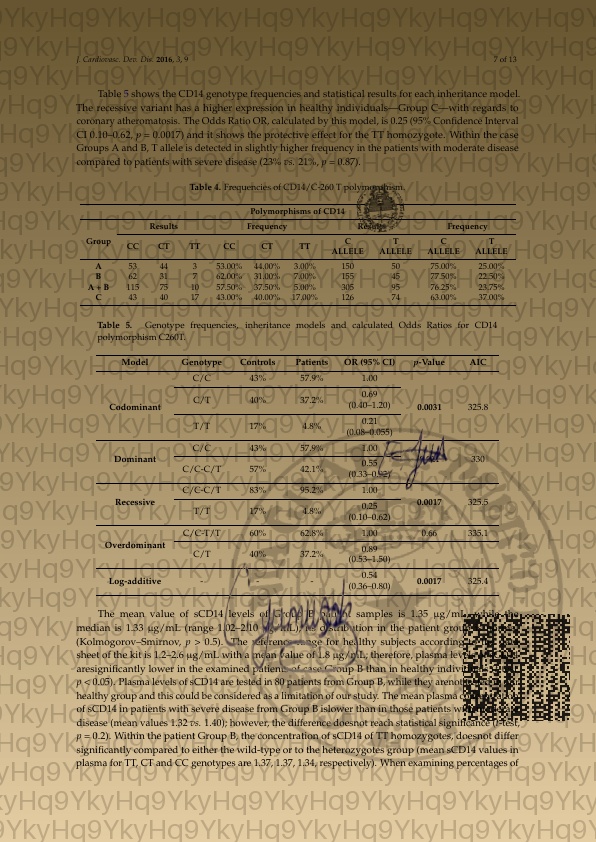 J. Cardiovasc. Dev. Dis. 2016, 3, 9 7 of 13
Table 5 shows the CD14 genotype frequencies and statistical results for each inheritance model.
The recessive variant has a higher expression in healthy individuals—Group C—with regards to
coronary atheromatosis. The Odds Ratio OR, calculated by this model, is 0.25 (95% Confidence Interval
CI 0.10–0.62, p = 0.0017) and it shows the protective effect for the TT homozygote. Within the case
Groups A and B, T allele is detected in slightly higher frequency in the patients with moderate disease
compared to patients with severe disease (23% vs. 21%, p = 0.87).
Table 4. Frequencies of CD14/C-260 T polymorphism.
Polymorphisms of CD14
Results Frequency Results Frequency
Group CC CT TT CC CT TT C ALLELE T ALLELE C ALLELE T ALLELE
A 53 44 3 53.00% 44.00% 3.00% 150 50 75.00% 25.00%
B 62 31 7 62.00% 31.00% 7.00% 155 45 77.50% 22.50%
A + B 115 75 10 57.50% 37.50% 5.00% 305 95 76.25% 23.75%
C 43 40 17 43.00% 40.00% 17.00% 126 74 63.00% 37.00%
Table 5. Genotype frequencies, inheritance models and calculated Odds Ratios for CD14
polymorphism C260T.
Model Genotype Controls Patients OR (95% CI) p-Value AIC
Codominant C/C 43% 57.9% 1.00 0.0031 325.8
C/T 40% 37.2% 0.69 (0.40–1.20)
T/T 17% 4.8% 0.21 (0.08–0.055)
Dominant C/C 43% 57.9% 1.00 330
C/C-C/T 57% 42.1% 0.55 (0.33–0.92)
Recessive C/C-C/T 83% 95.2% 1.00 0.0017 325.5
T/T 17% 4.8% 0.25 (0.10–0.62)
Overdominant C/C-T/T 60% 62.8% 1.00 0.66 335.1
C/T 40% 37.2% 0.89 (0.53–1.50)
Log-additive - - - 0.54 (0.36–0.80) 0.0017 325.4
The mean value of sCD14 levels of Group B samples is 1.35 µg/mL, while the
median is 1.33 µg/mL (range 1.02–2.10 distribution in the patient group
(Kolmogorov–Smirnov, p > 0.5). The reference range for healthy subjects according
sheet of the kit is 1.2–2.6 µg/mL with a mean value of 1.8 µg/mL; therefore, plasma levels
aresignificantly lower in the examined patients of case Group B than in healthy
p < 0.05). Plasma levels of sCD14 are tested in 80 patients from Group B, while they arenot
healthy group and this could be considered as a limitation of our study. The mean plasma
of sCD14 in patients with severe disease from Group B islower than in those patients
disease (mean values 1.32 vs. 1.40); however, the difference doesnot reach statistical significance (t-test,
p = 0.2). Within the patient Group B, the concentration of sCD14 of TT homozygotes, doesnot differ
significantly compared to either the wild-type or to the heterozygotes group (mean sCD14 values in
plasma for TT, CT and CC genotypes are 1.37, 1.37, 1.34, respectively). When examining percentages of